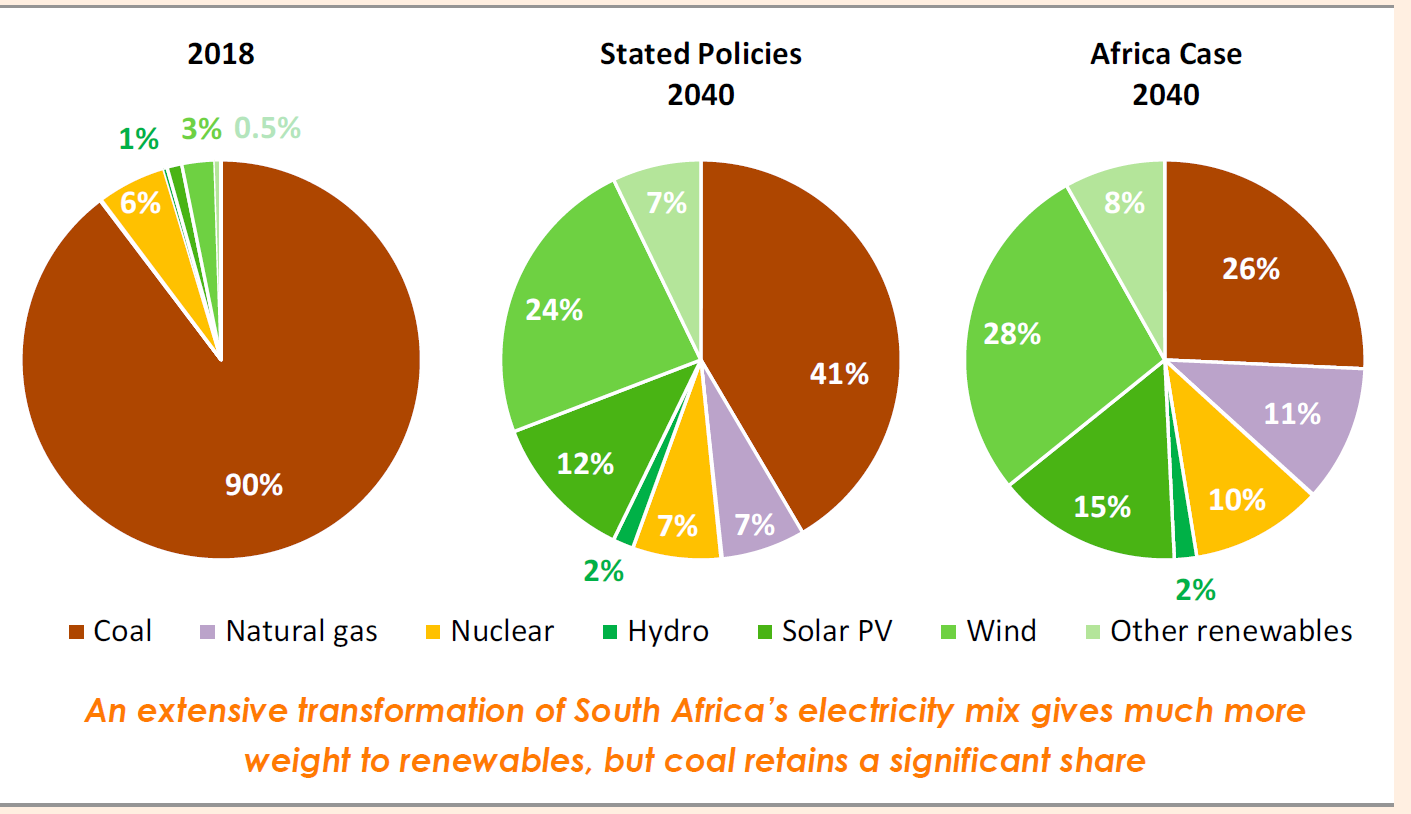 2018
Stated Policies
2040
Africa Case
2040
1%
3%
0.5%
6%
90%
7%
24%
41%
12%
7%
7%
2%
8%
26%
28%
11%
15%
10%
2%
Coal
Natural gas
Nuclear
Hydro
Solar PV
Wind
Other renewables
An extensive transformation of South Africa’s electricity mix gives much more
weight to renewables, but coal retains a significant share